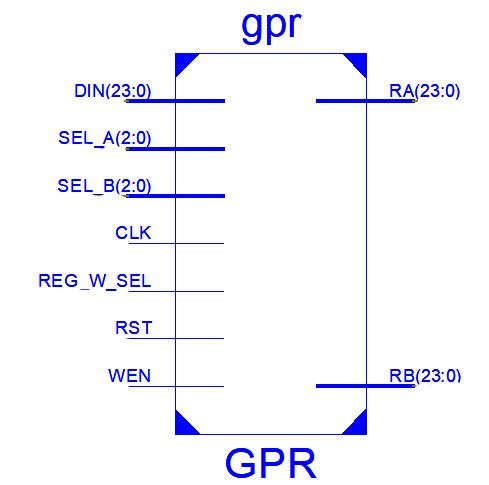 gpr
DIN(23:0)
RA(23:0)
SEL_A(2:0)
SEL_B(2:0)
CLK
REG_W_SEL
RST
WEN
RB(23:0)
GPR